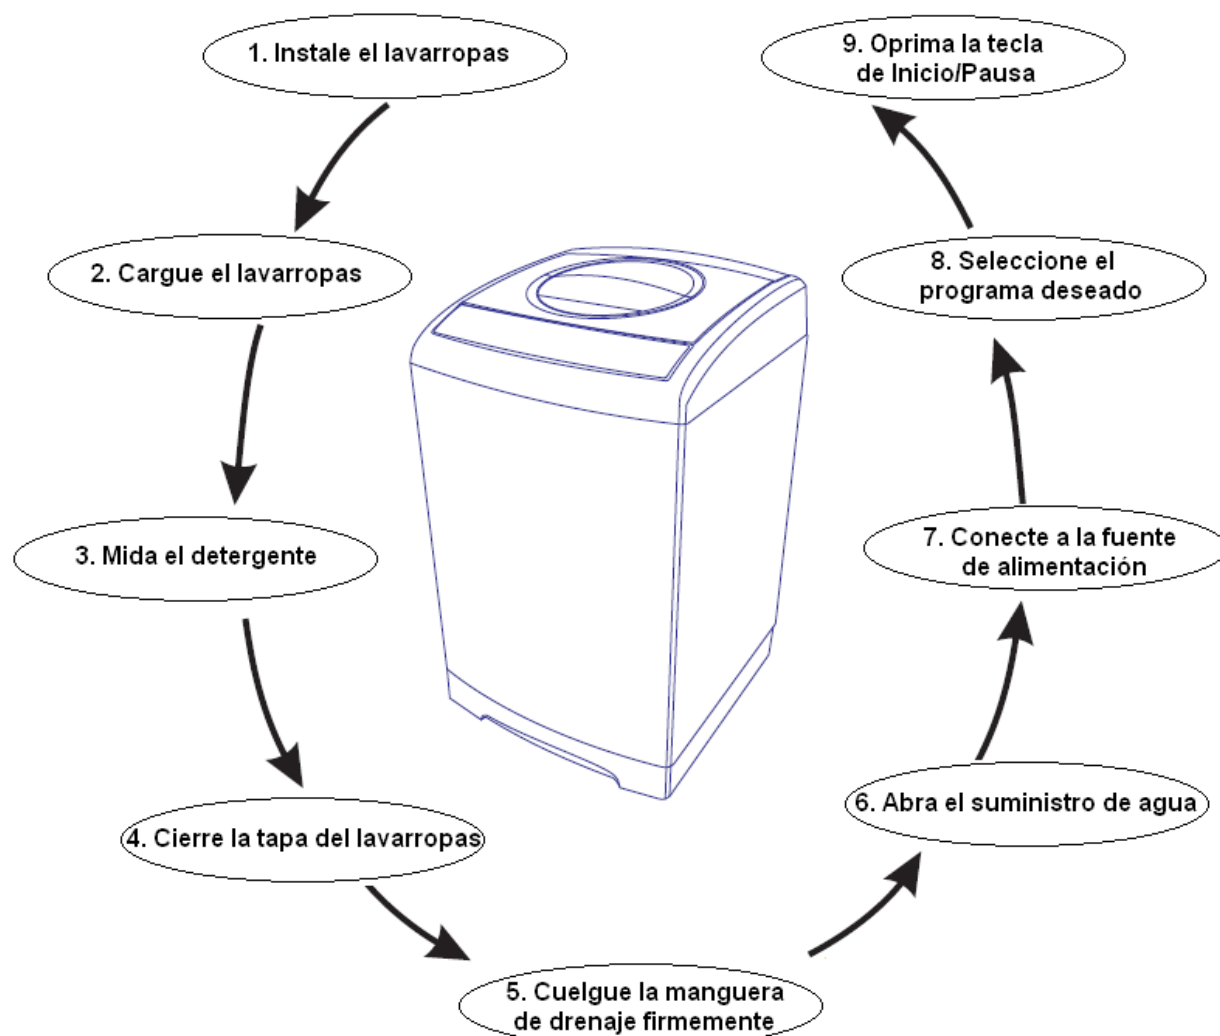 1. Instale el lavarropas
2. Cargue el lavarropas
3. Mida el detergente
4. Cierre la tapa del lavarropas
5. Cuelgue la manguera
de drenaje firmemente
6. Abra el suministro de agua
7. Conecte a la fuente
de alimentación
8. Seleccione el
programa deseado
9. Oprima la tecla
de Inicio/Pausa